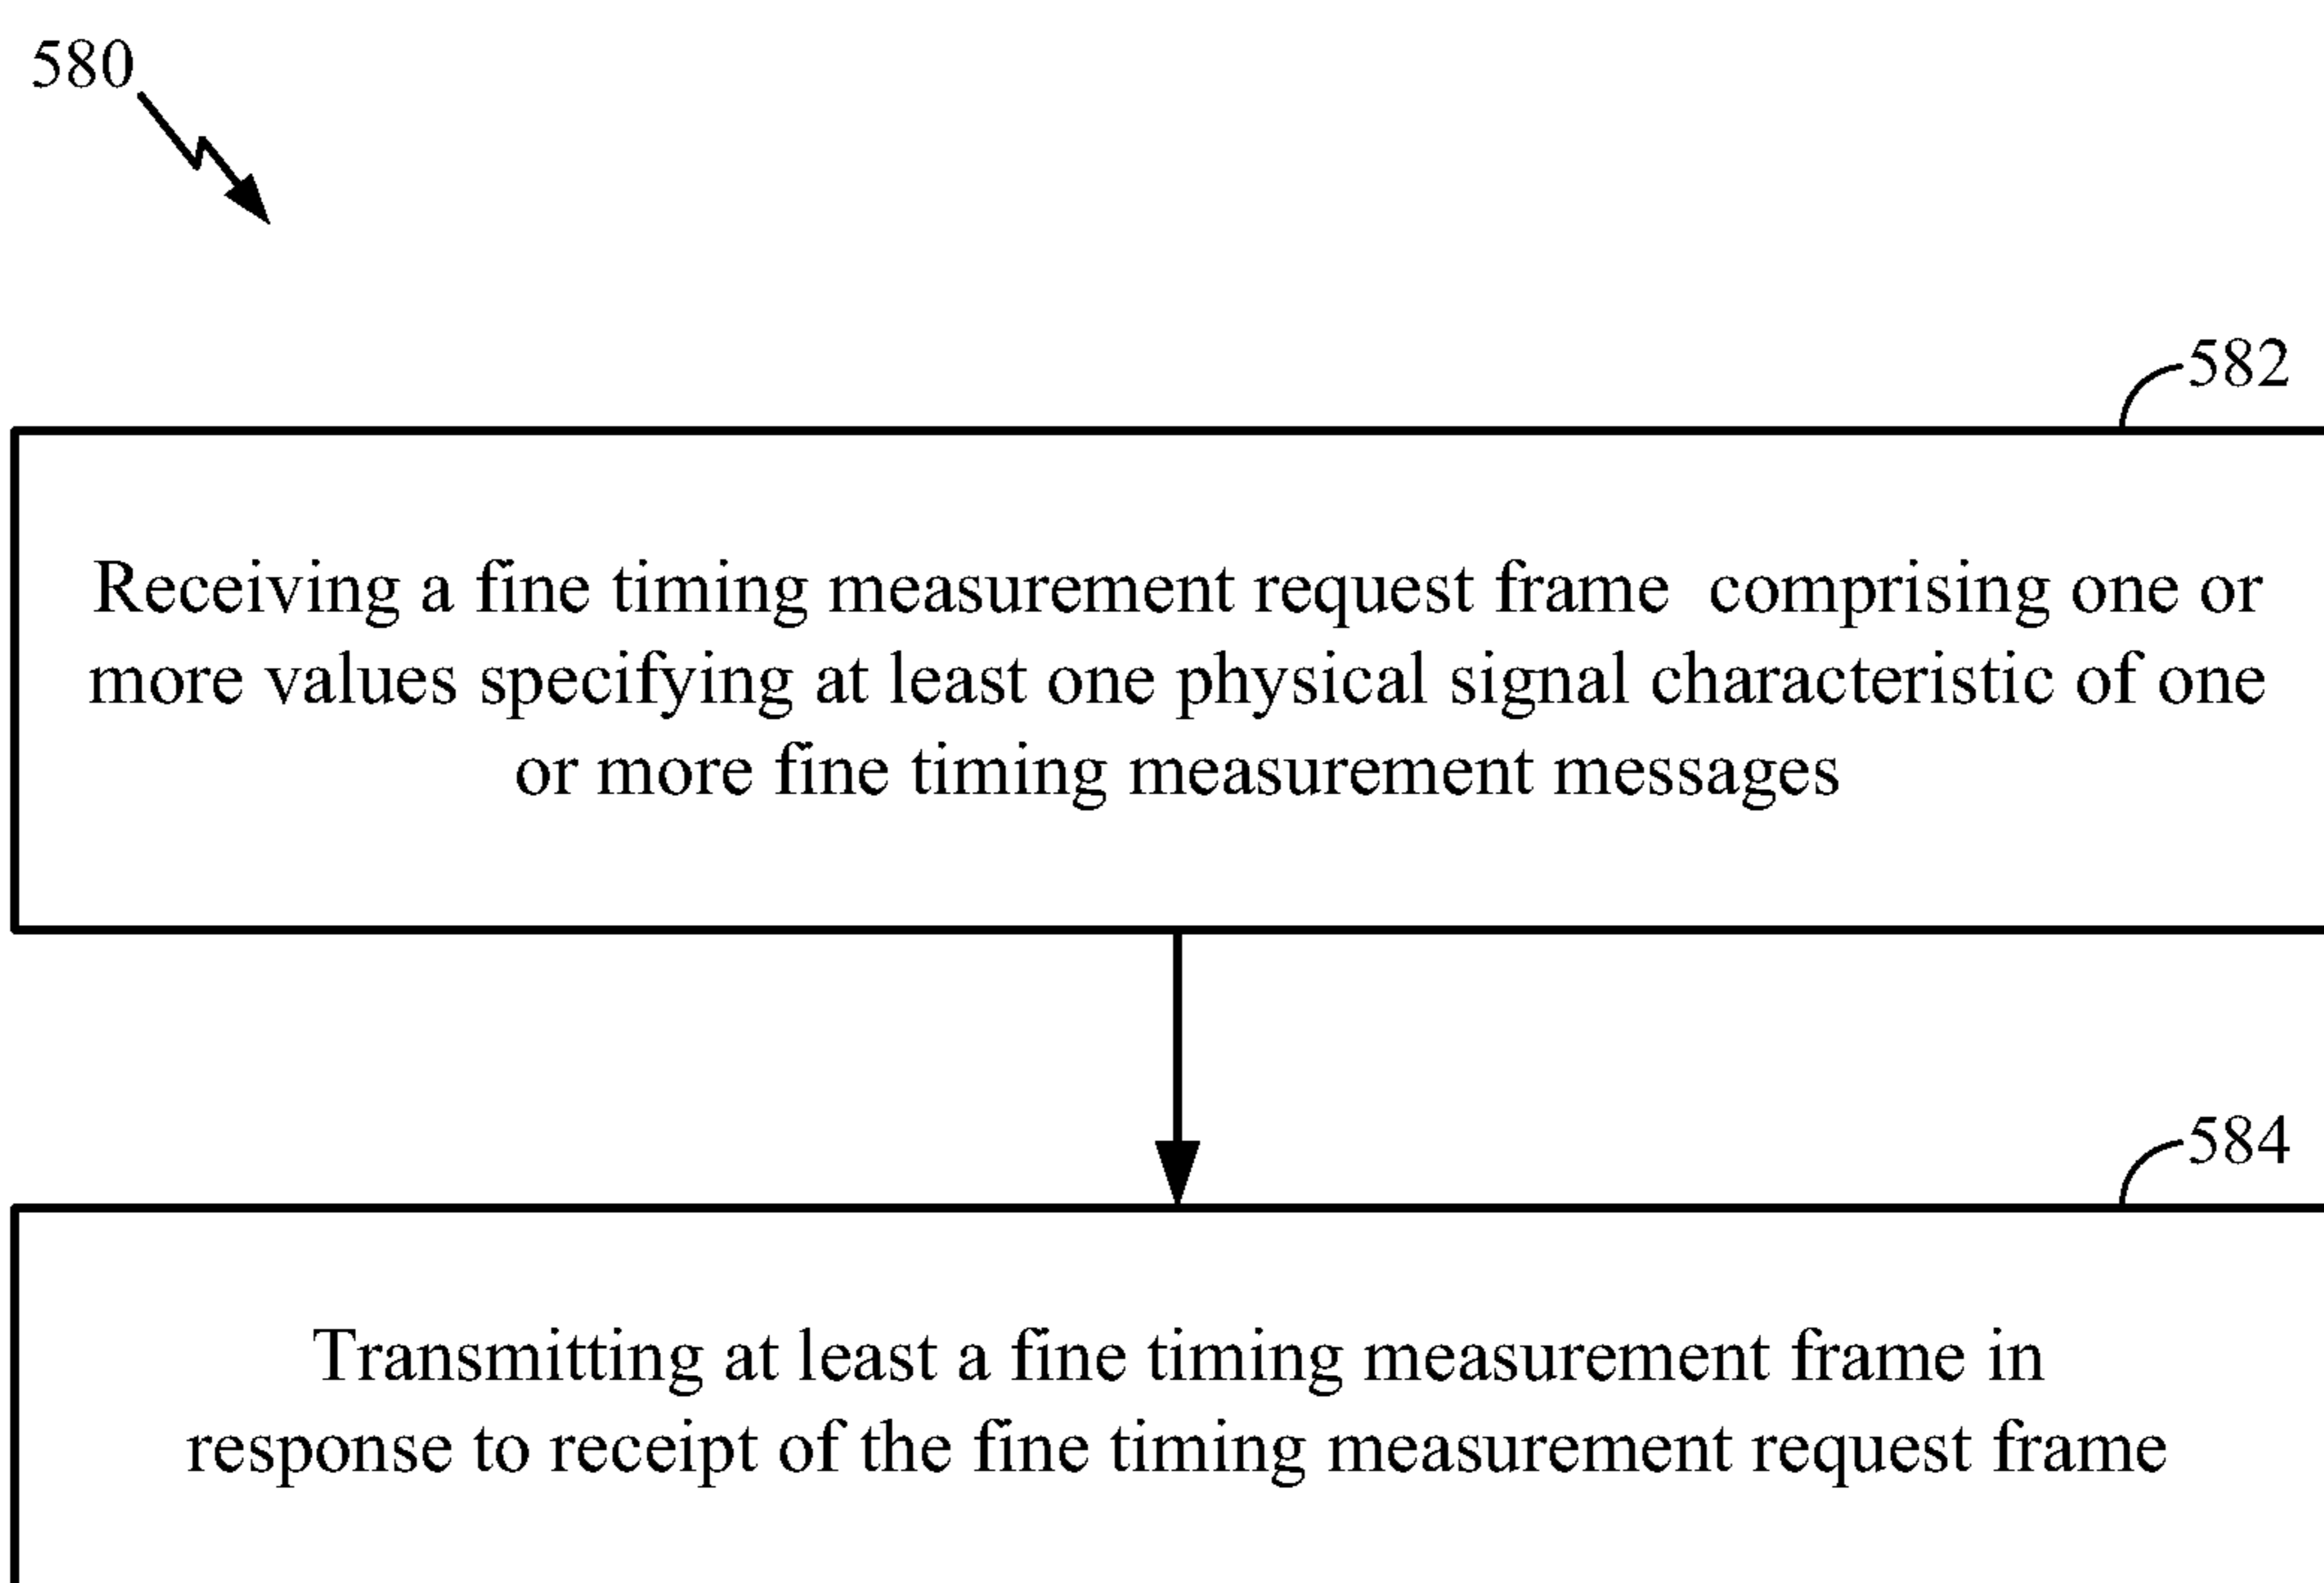 580
582
Receiving a fine timing measurement request frame comprising one or
more values specifying at least one physical signal characteristic of one
or more fine timing measurement messages
584
Transmitting at least a fine timing measurement frame in
response to receipt of the fine timing measurement request frame